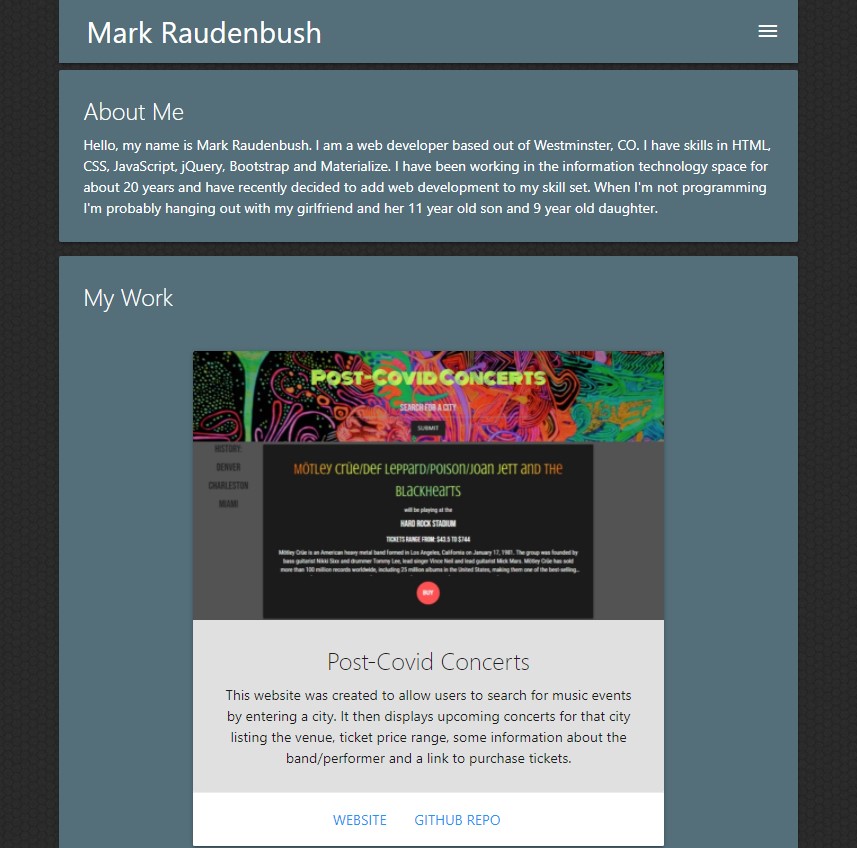 Mark Raudenbush
About Me
Hello, my name is Mark Raudenbush. I am a web developer based out of Westminster, CO. I have skills in HTML,
CSS, JavaScript, jQuery, Bootstrap and Materialize. I have been working in the information technology space for
about 20 years and have recently decided to add web development to my skill set. When I'm not programming
I'm probably hanging out with my girlfriend and her 11 year old son and 9 year old daughter.
My Work
Post-Covid Concerts
SEARCH FOR A CITY
SUBMIT
HISTORY:
DENVER
CHARLESTON
MIAMI
Mötley Crüe/Def Leppard/Poison/Joan Jett and the
Blackhearts
will be playing at the
HARD ROCK STADIUM
TICKETS RANGE FROM: $43.5 TO $744
Mötley Crüe is an American heavy metal band formed in Los Angeles, California on January 17, 1981. The group was founded by
bass guitarist Nikki Sixx and drummer Tommy Lee, lead singer Vince Neil and lead guitarist Mick Mars. Mötley Crüe has sold
more than 100 million records worldwide, including 25 million albums in the United States, making them one of the best-selling...
BUY
Post-Covid Concerts
This website was created to allow users to search for music events
by entering a city. It then displays upcoming concerts for that city
listing the venue, ticket price range, some information about the
band/performer and a link to purchase tickets.
WEBSITE GITHUB REPO